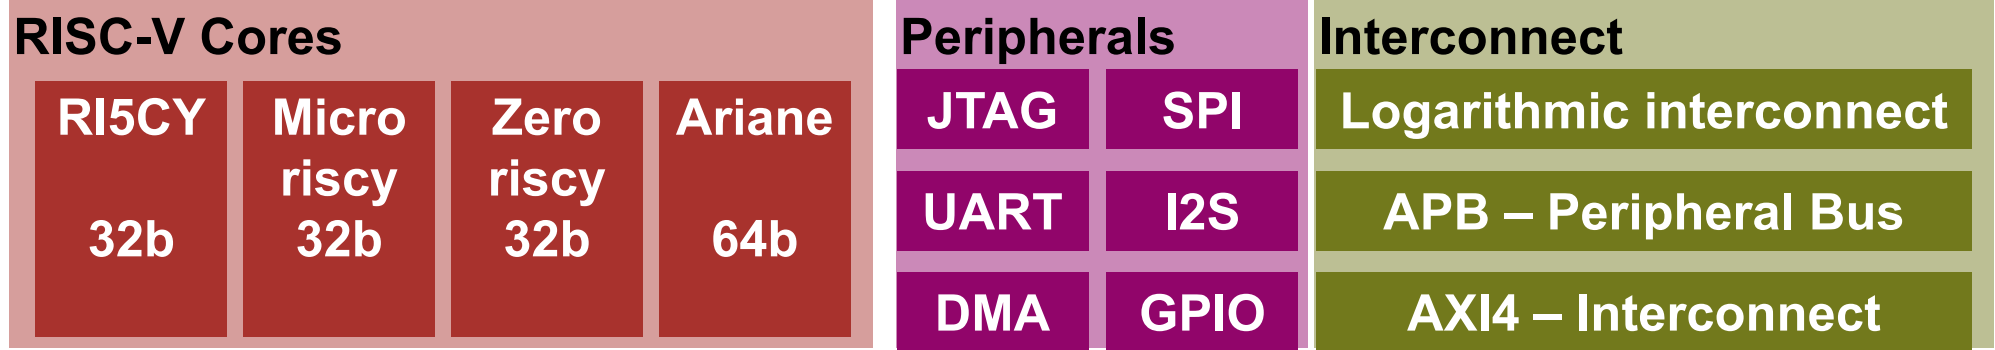 RISC-V Cores
RI5CY
32b
Micro
riscy
32b
Zero
riscy
32b
Ariane
64b
Peripherals
JTAG
SPI
UART
I2S
DMA
GPIO
Interconnect
Logarithmic interconnect
APB – Peripheral Bus
AXI4 – Interconnect